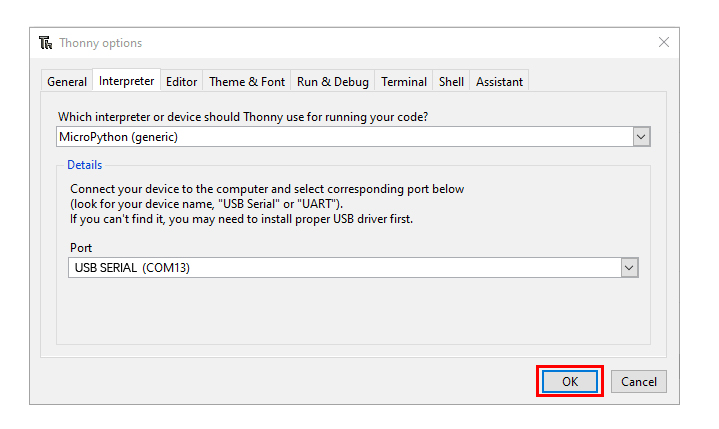 Thonny options
General Interpreter Editor Theme & Font Run & Debug Terminal Shell Assistant
Which interpreter or device should Thonny use for running your code?
MicroPython (generic)
Details
Connect your device to the computer and select corresponding port below
(look for your device name, "USB Serial" or "UART").
If you can't find it, you may need to install proper USB driver first.
Port
USB SERIAL (COM13)
OK Cancel